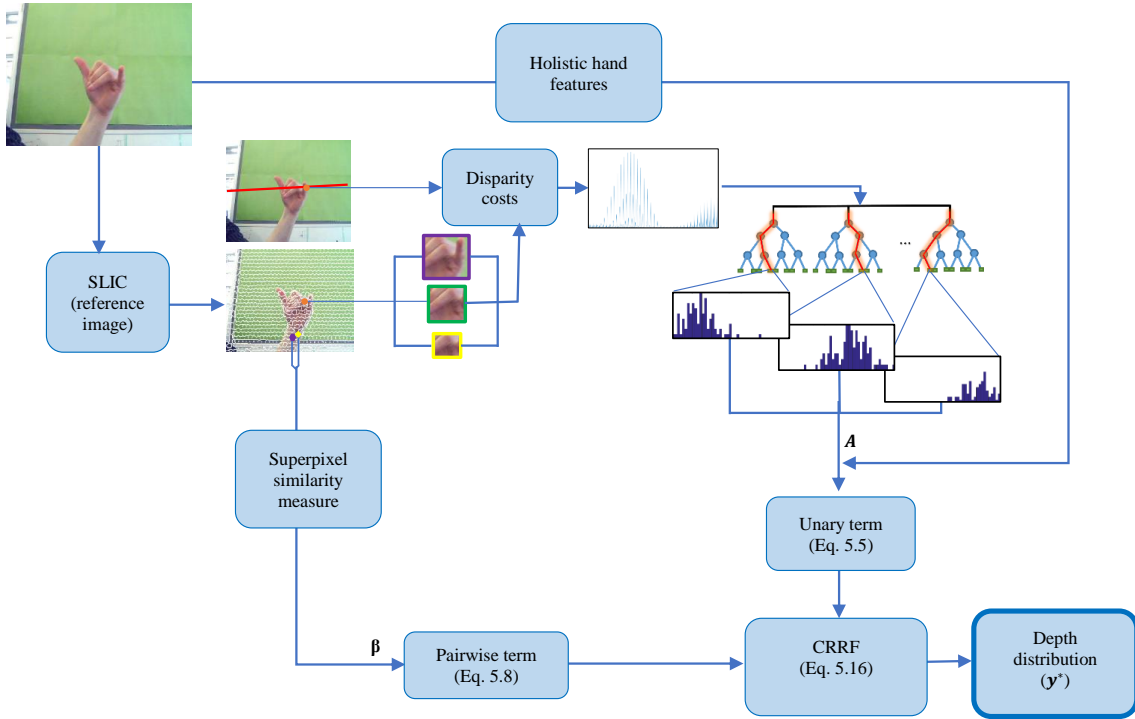 Holistic hand
features
Disparity
costs
SLIC
(reference
image)
...
Superpixel
similarity
measure
A
Unary term
(Eq. 5.5)
β
Pairwise term
(Eq. 5.8)
CRRF
(Eq. 5.16)
Depth
distribution
(y*)